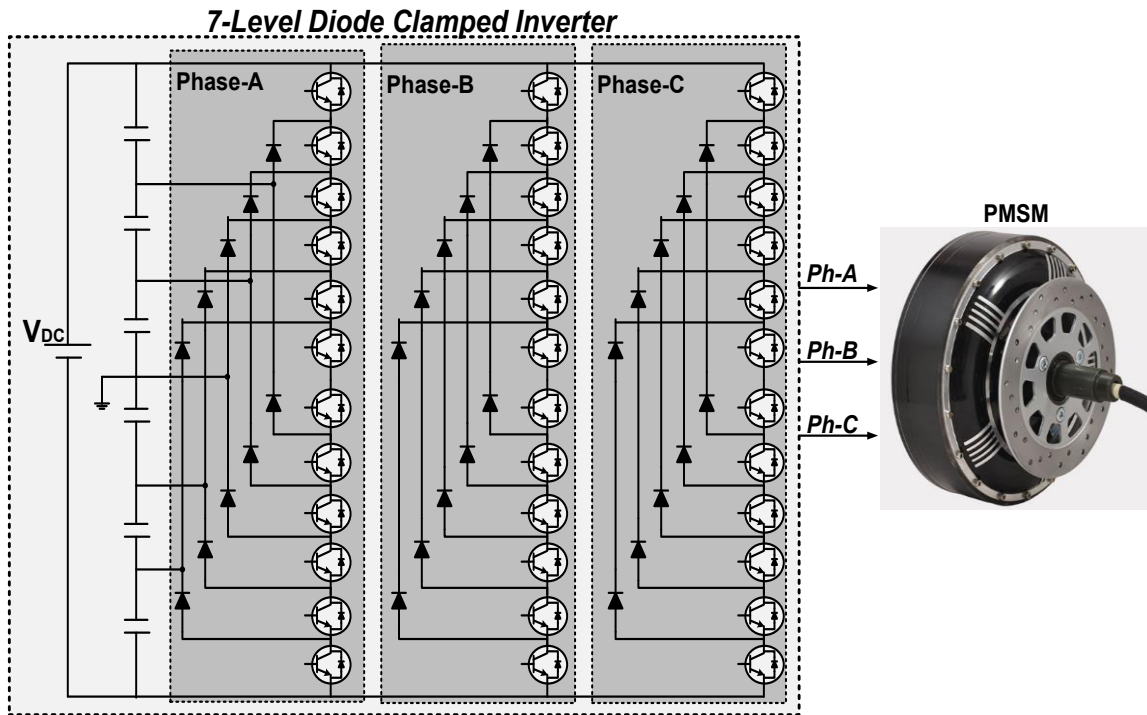 7-Level Diode Clamped Inverter
Phase-A
Phase-B
Phase-C
PMSM
Ph-A
VDC
Ph-B
Ph-C